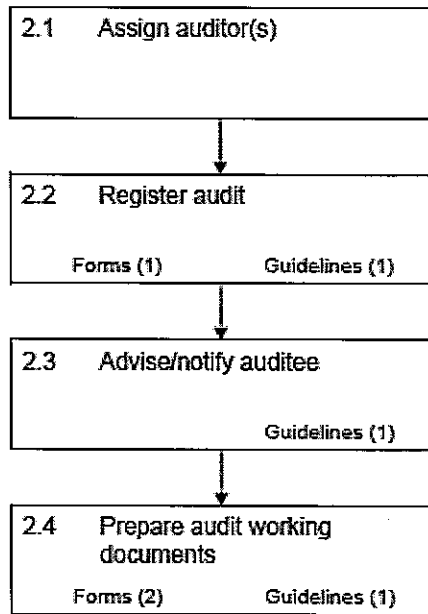 2.1 Assign auditor(s)
2.2 Register audit
Forms (1) Guidelines (1)
2.3 Advise/notify auditee
Guidelines (1)
2.4 Prepare audit working
documents
Forms (2) Guidelines (1)